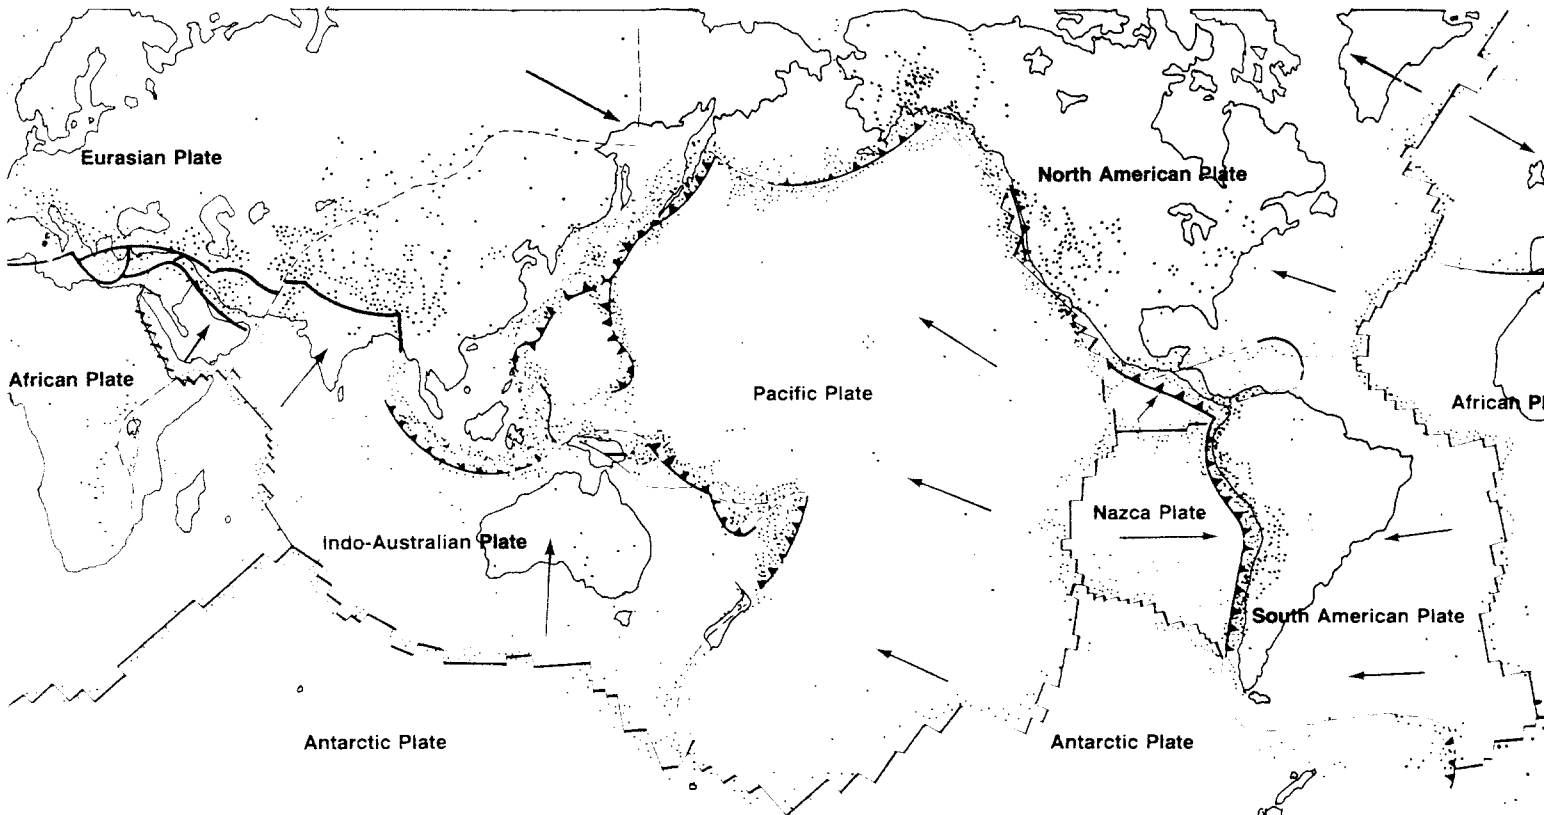 Eurasian Plate
North American Plate
African Plate
Pacific Plate
African Pl
Nazca Plate
Indo-Australian Plate
South American Plate
Antarctic Plate
Antarctic Plate